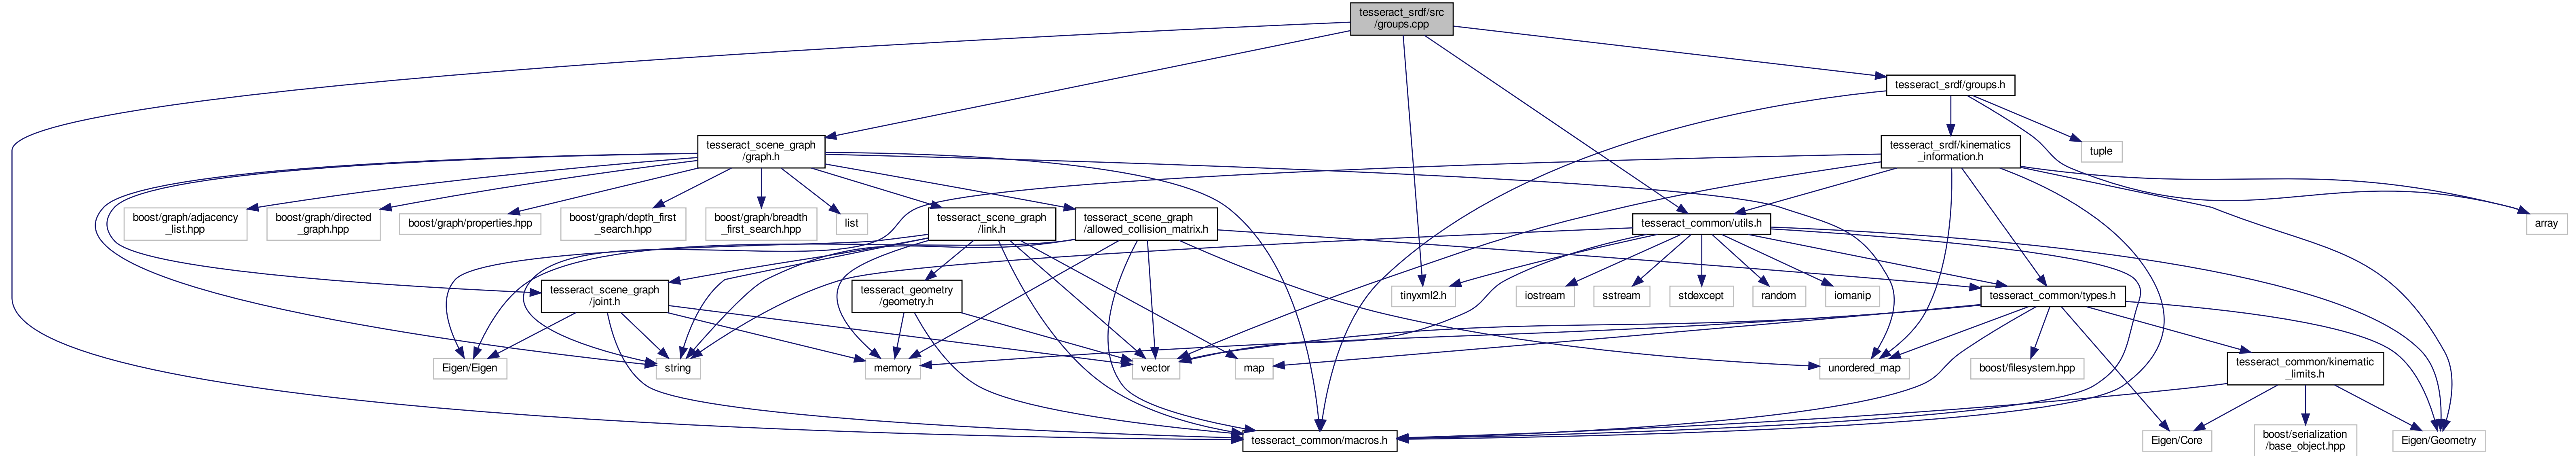 tesseract_srdf/src
/groups.cpp
tesseract_srdf/groups.h
tesseract_scene_graph
/graph.h
tesseract_srdf/kinematics
_information.h
tuple
boost/graph/adjacency
_list.hpp
boost/graph/directed
_graph.hpp
boost/graph/properties.hpp
boost/graph/depth_first
_search.hpp
boost/graph/breadth
_first_search.hpp
list
tesseract_scene_graph
/link.h
tesseract_scene_graph
/allowed_collision_matrix.h
tesseract_common/utils.h
array
tesseract_scene_graph
/joint.h
tesseract_geometry
/geometry.h
tinyxml2.h
iostream
sstream
stdexcept
random
iomanip
tesseract_common/types.h
Eigen/Eigen
string
memory
vector
map
unordered_map
boost/filesystem.hpp
tesseract_common/kinematic
_limits.h
tesseract_common/macros.h
Eigen/Core
boost/serialization
/base_object.hpp
Eigen/Geometry